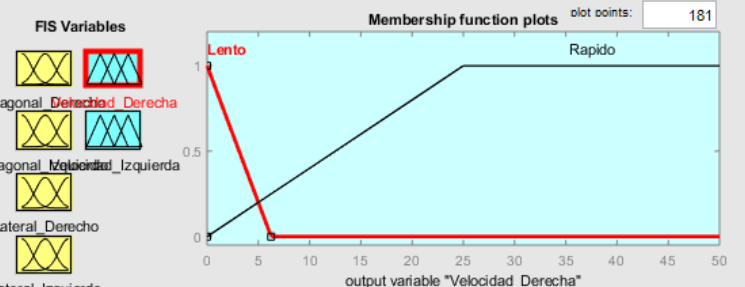 FIS Variables
Membership function plots
plot points:
181
Lento
Rapido
1
0.5
0
0 5 10 15 20 25 30 35 40 45 50
output variable "Velocidad_Derecha"
agonal_Derecho
Velocidad_Derecha
agonal_Izquierdo
Velocidad_Izquierda
ateral_Derecho